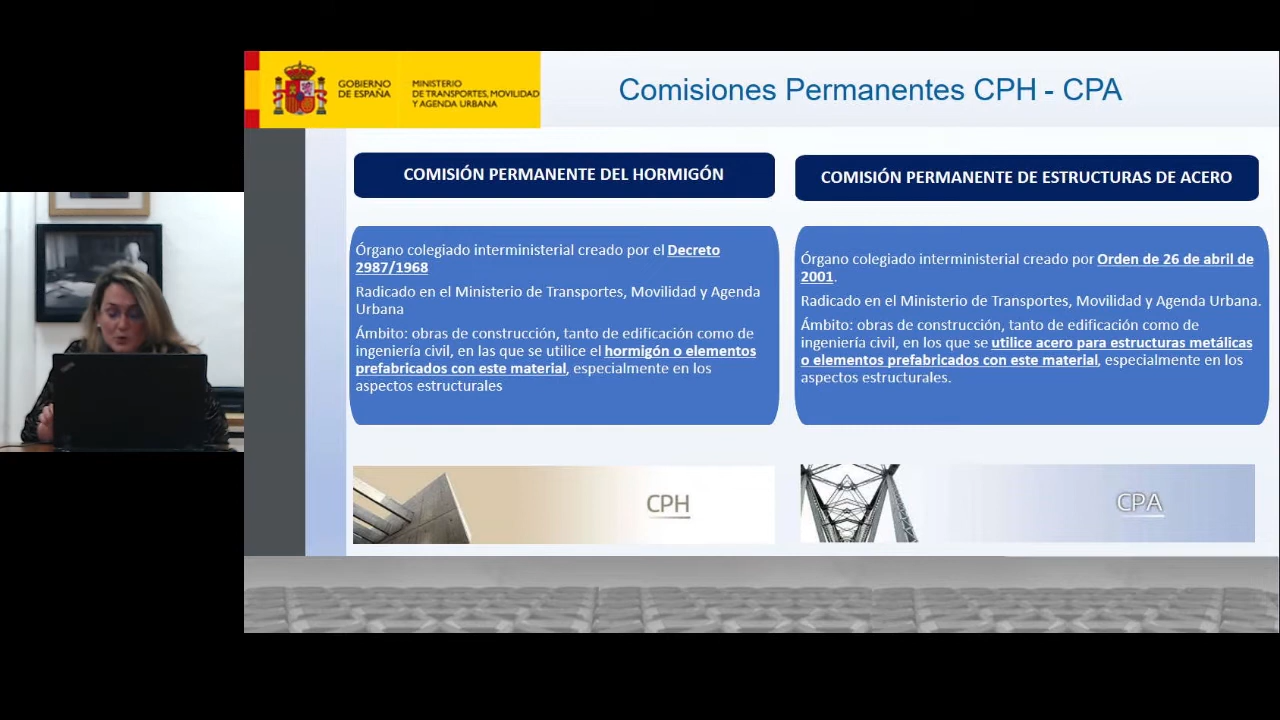 GOBIERNO
DE ESPAÑA
MINISTERIO
DE TRANSPORTES, MOVILIDAD
Y AGENDA URBANA
Comisiones Permanentes CPH - CPA
COMISIÓN PERMANENTE DEL HORMIGÓN
Órgano colegiado interministerial creado por el Decreto
2987/1968
Radicado en el Ministerio de Transportes, Movilidad y Agenda
Urbana
Ámbito: obras de construcción, tanto de edificación como de
ingeniería civil, en las que se utilice el hormigón o elementos
prefabricados con este material, especialmente en los
aspectos estructurales
CPH
COMISIÓN PERMANENTE DE ESTRUCTURAS DE ACERO
Órgano colegiado interministerial creado por Orden de 26 de abril de
2001.
Radicado en el Ministerio de Transportes, Movilidad y Agenda Urbana.
Ámbito: obras de construcción, tanto de edificación como de
ingeniería civil, en los que se utilice acero para estructuras metálicas
o elementos prefabricados con este material, especialmente en los
aspectos estructurales.
CPA